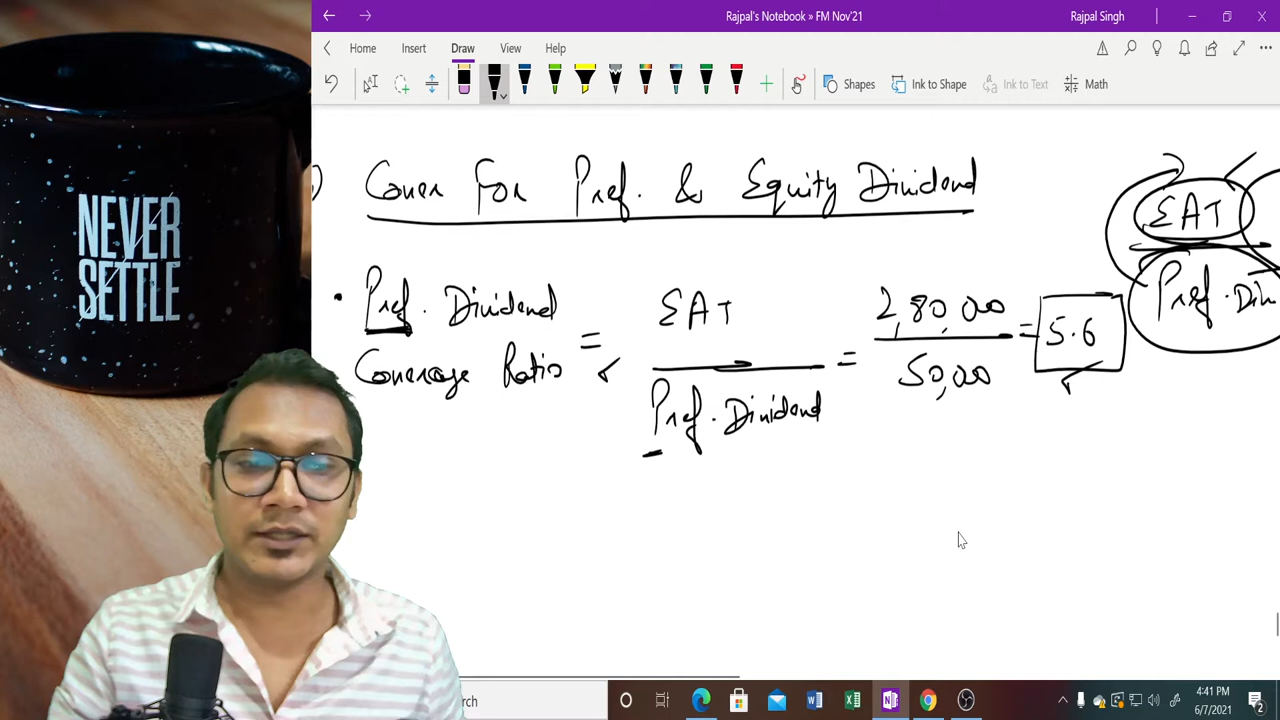 Rajpal's Notebook » FM Nov'21
Rajpal Singh
Home Insert Draw View Help
Shapes Ink to Shape Ink to Text Math
NEVER
SETTLE
) Cover For Pref. & Equity Dividend
EAT
Pref. Div
• Pref. Dividend
Coverage Ratio
= EAT
Pref. Dividend
= 2,80,000
50,000
= 5.6
4:41 PM
6/7/2021
2